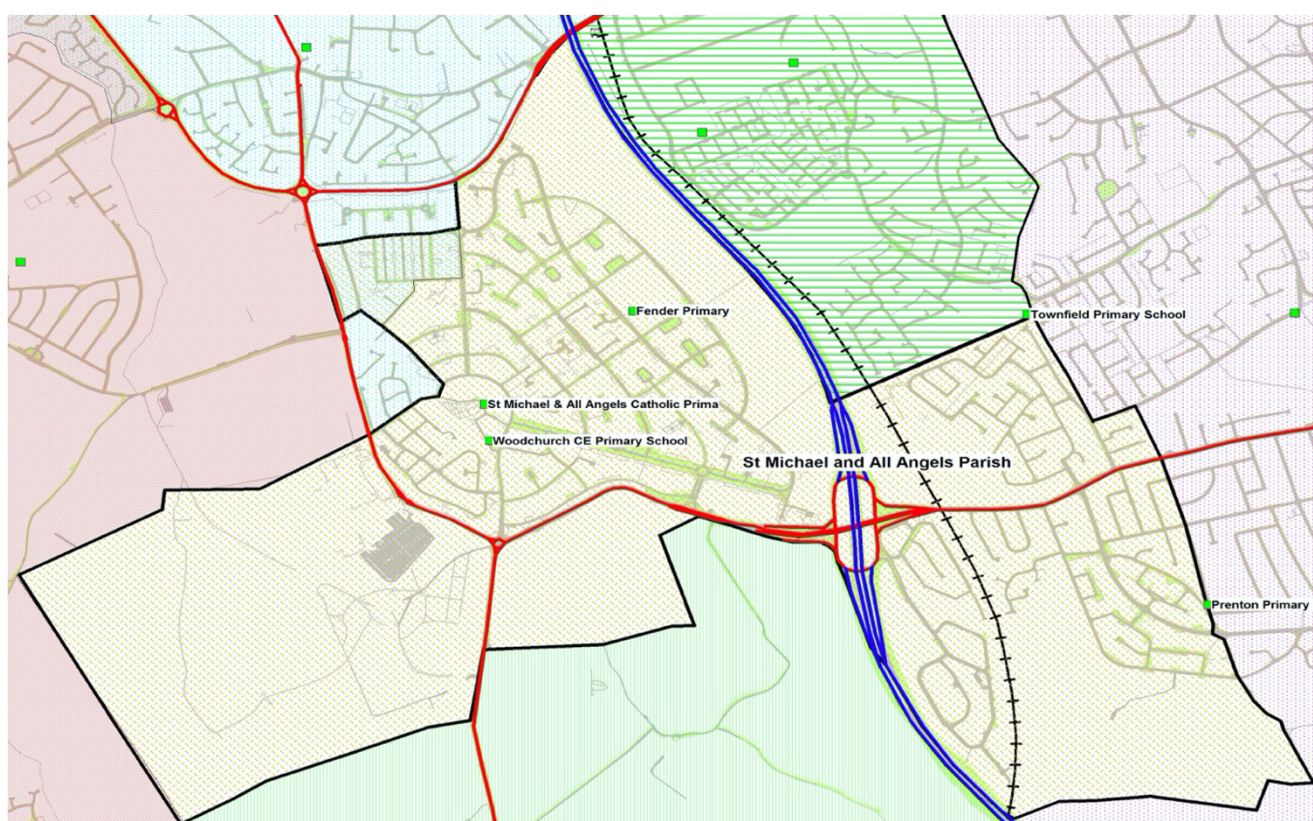 Fender Primary
Townfield Primary School
St Michael & All Angels Catholic Prima
Woodchurch CE Primary School
St Michael and All Angels Parish
Prenton Primary